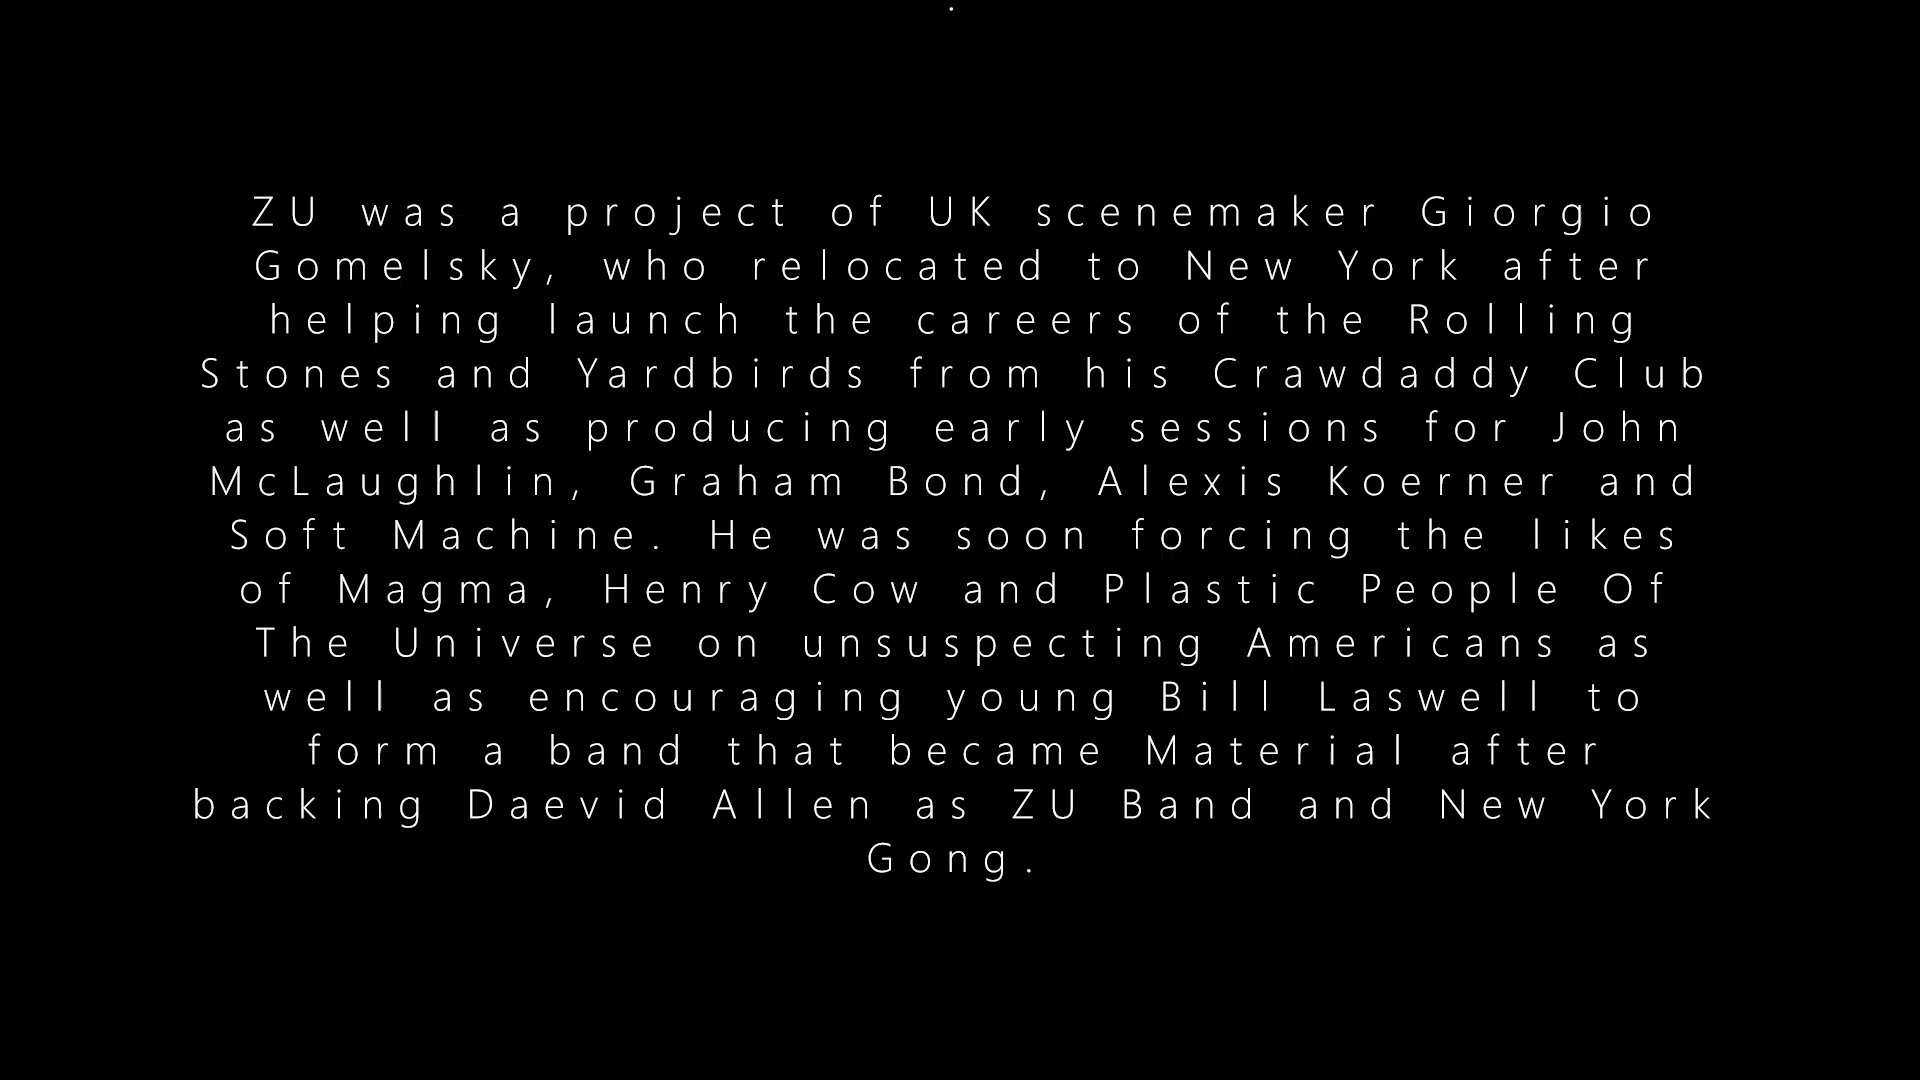 .
ZU was a project of UK scenemaker Giorgio
Gomelsky, who relocated to New York after
helping launch the careers of the Rolling
Stones and Yardbirds from his Crawdaddy Club
as well as producing early sessions for John
McLaughlin, Graham Bond, Alexis Koerner and
Soft Machine. He was soon forcing the likes
of Magma, Henry Cow and Plastic People Of
The Universe on unsuspecting Americans as
well as encouraging young Bill Laswell to
form a band that became Material after
backing Daevid Allen as ZU Band and New York
Gong.